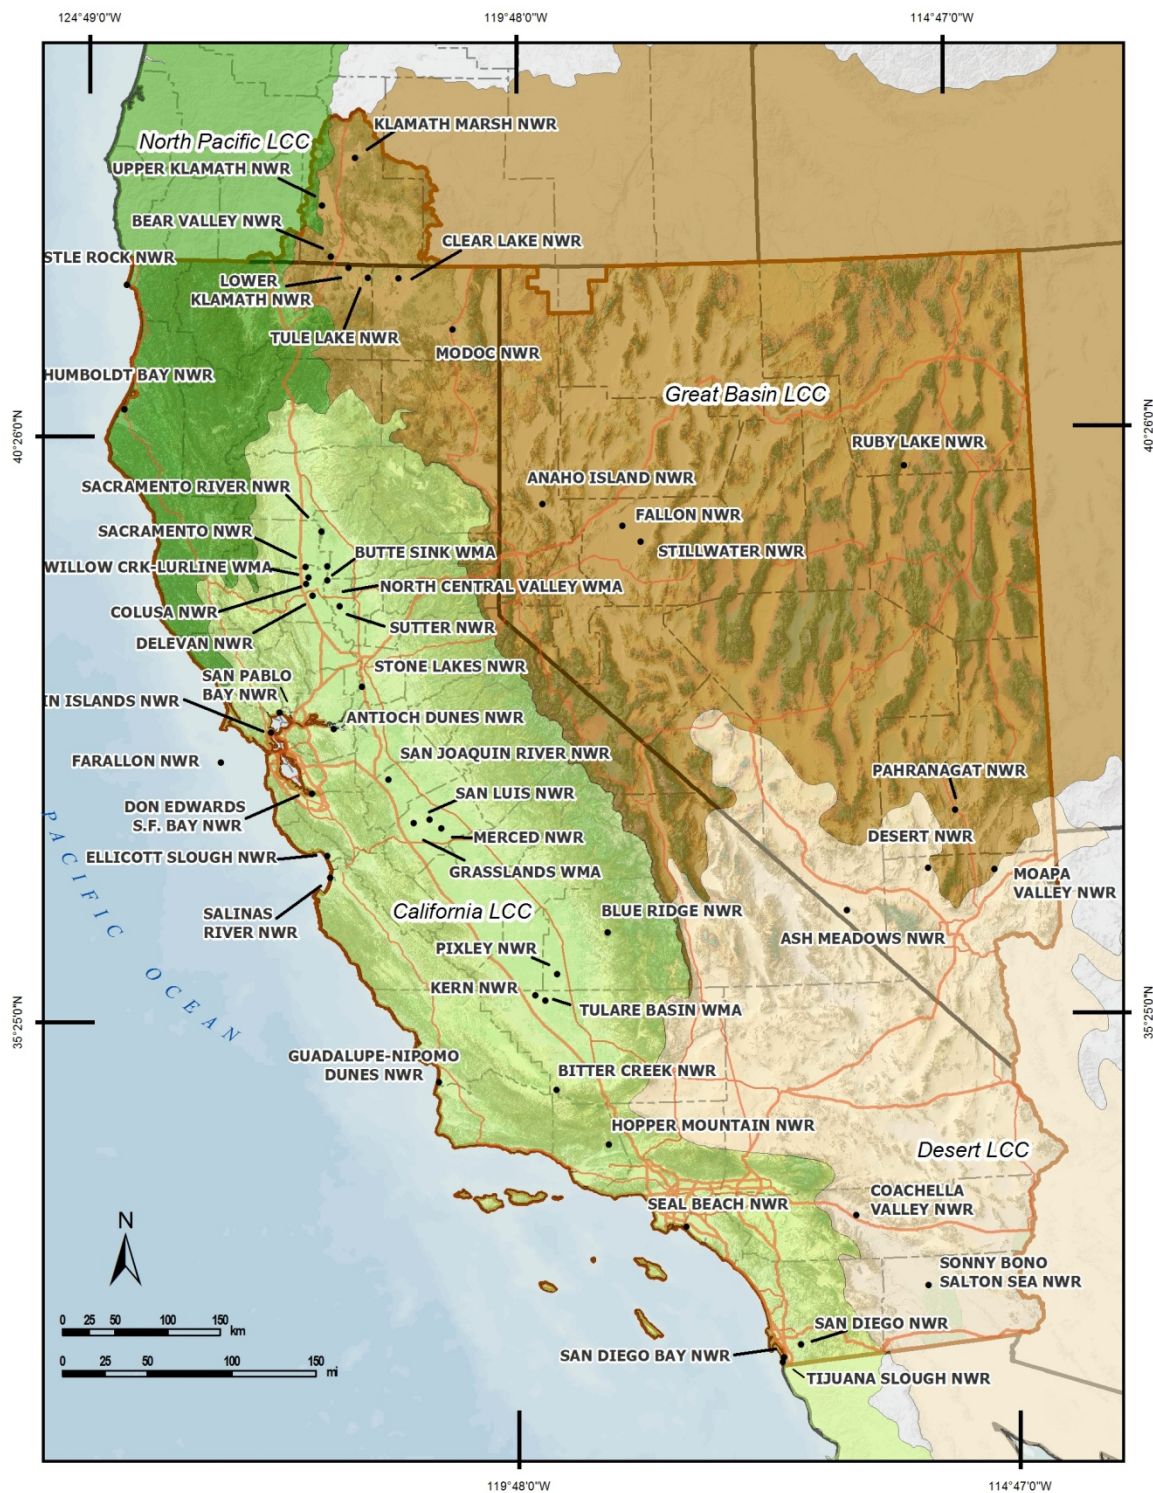 124°49'0"W
119°48'0"W
114°47'0"W
KLAMATH MARSH NWR
North Pacific LCC
UPPER KLAMATH NWR
BEAR VALLEY NWR
CLEAR LAKE NWR
STLE ROCK NWR
LOWER
KLAMATH NWR
TULE LAKE NWR
MODOC NWR
HUMBOLDT BAY NWR
Great Basin LCC
40°26'0"N
40°26'0"N
RUBY LAKE NWR
ANAHO ISLAND NWR
SACRAMENTO RIVER NWR
FALLON NWR
SACRAMENTO NWR
STILLWATER NWR
BUTTE SINK WMA
WILLOW CRK-LURLINE WMA
NORTH CENTRAL VALLEY WMA
COLUSA NWR
SUTTER NWR
DELEVAN NWR
STONE LAKES NWR
SAN PABLO
BAY NWR
IN ISLANDS NWR
ANTIOCH DUNES NWR
SAN JOAQUIN RIVER NWR
FARALLON NWR
PAHRANAGAT NWR
SAN LUIS NWR
DON EDWARDS
S.F. BAY NWR
MERCED NWR
DESERT NWR
ELLICOTT SLOUGH NWR
GRASSLANDS WMA
MOAPA
VALLEY NWR
PACIFIC OCEAN
California LCC
BLUE RIDGE NWR
SALINAS
RIVER NWR
ASH MEADOWS NWR
PIXLEY NWR
KERN NWR
TULARE BASIN WMA
35°25'0"N
35°25'0"N
GUADALUPE-NIPOMO
DUNES NWR
BITTER CREEK NWR
HOPPER MOUNTAIN NWR
Desert LCC
COACHELLA
VALLEY NWR
SEAL BEACH NWR
N
SONNY BONO
SALTON SEA NWR
0 25 50 100 150
km
SAN DIEGO NWR
SAN DIEGO BAY NWR
0 25 50 100 150
mi
TIJUANA SLOUGH NWR
119°48'0"W
114°47'0"W